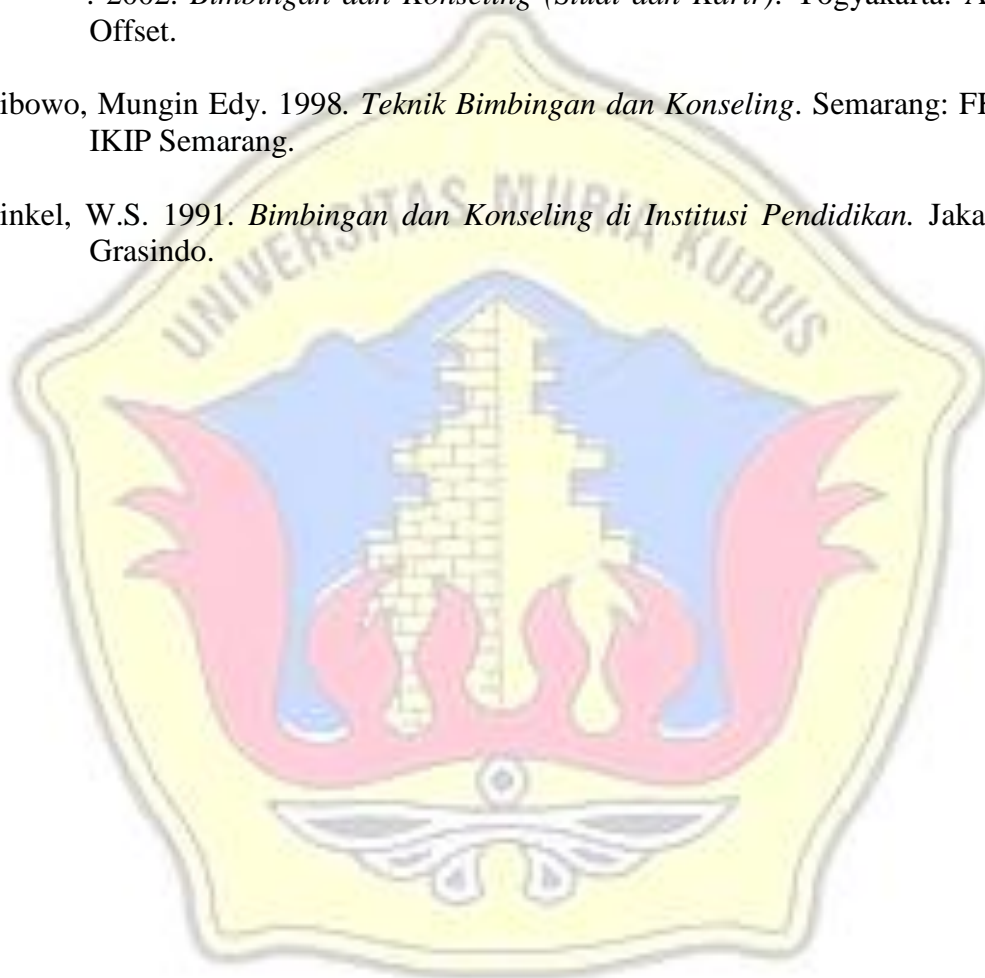 . 2002. Bimbingan dan Konseling (Studi dan Karir). Yogyakarta:
Offset.
ibowo, Mungin Edy. 1998. Teknik Bimbingan dan Konseling. Semarang:
IKIP Semarang.
inkel, W.S. 1991. Bimbingan dan Konseling di Institusi Pendidikan. Jaka
Grasindo.
UNIVERSITAS MURIA KUDUS